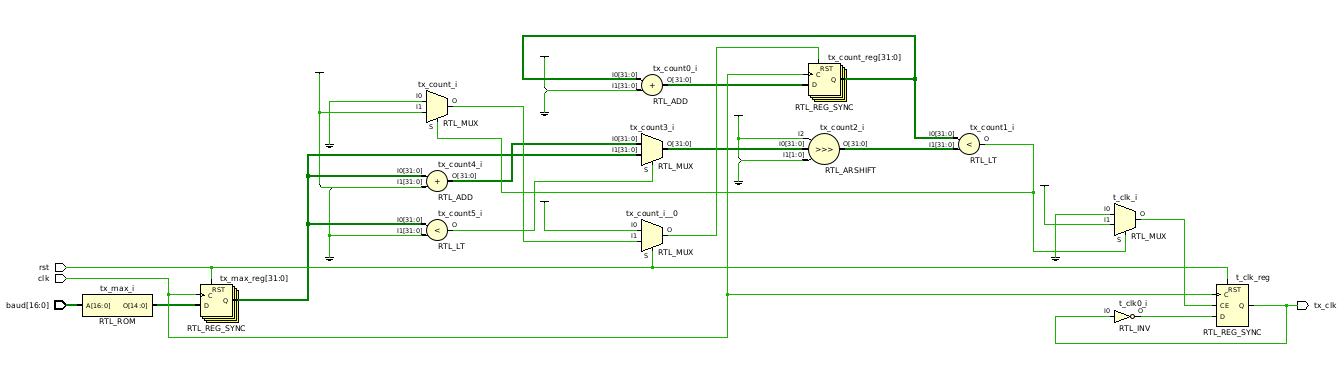 tx_count_reg[31:0]
RST
C
Q
D
RTL_REG_SYNC
tx_count0_i
I0[31:0]
I1[31:0]
+
O[31:0]
RTL_ADD
tx_count_i
I0
I1
S
O
RTL_MUX
tx_count3_i
I0[31:0]
I1[31:0]
S
O[31:0]
RTL_MUX
tx_count2_i
I2
I0[31:0]
I1[1:0]
>>>
O[31:0]
RTL_ARSHIFT
tx_count1_i
I0[31:0]
I1[31:0]
<
O
RTL_LT
tx_count4_i
I0[31:0]
I1[31:0]
+
O[31:0]
RTL_ADD
tx_count5_i
I0[31:0]
I1[31:0]
<
O
RTL_LT
tx_count_i__0
I0
I1
S
O
RTL_MUX
t_clk_i
I0
I1
S
O
RTL_MUX
rst
clk
baud[16:0]
tx_max_i
A[16:0]
O[14:0]
RTL_ROM
tx_max_reg[31:0]
RST
C
Q
D
RTL_REG_SYNC
t_clk0_i
I0
O
RTL_INV
t_clk_reg
RST
C
CE
Q
D
RTL_REG_SYNC
tx_clk